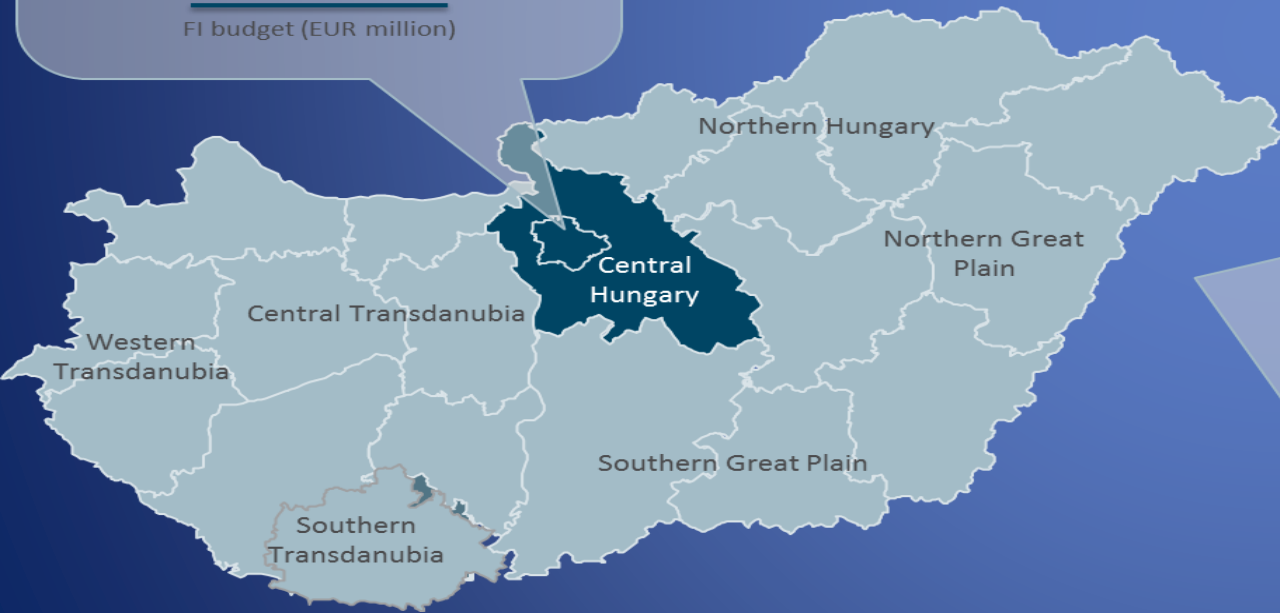 FI budget (EUR million)
Northern Hungary
Northern Great
Plain
Central
Hungary
Central Transdanubia
Western
Transdanubia
Southern Great Plain
Southern
Transdanubia